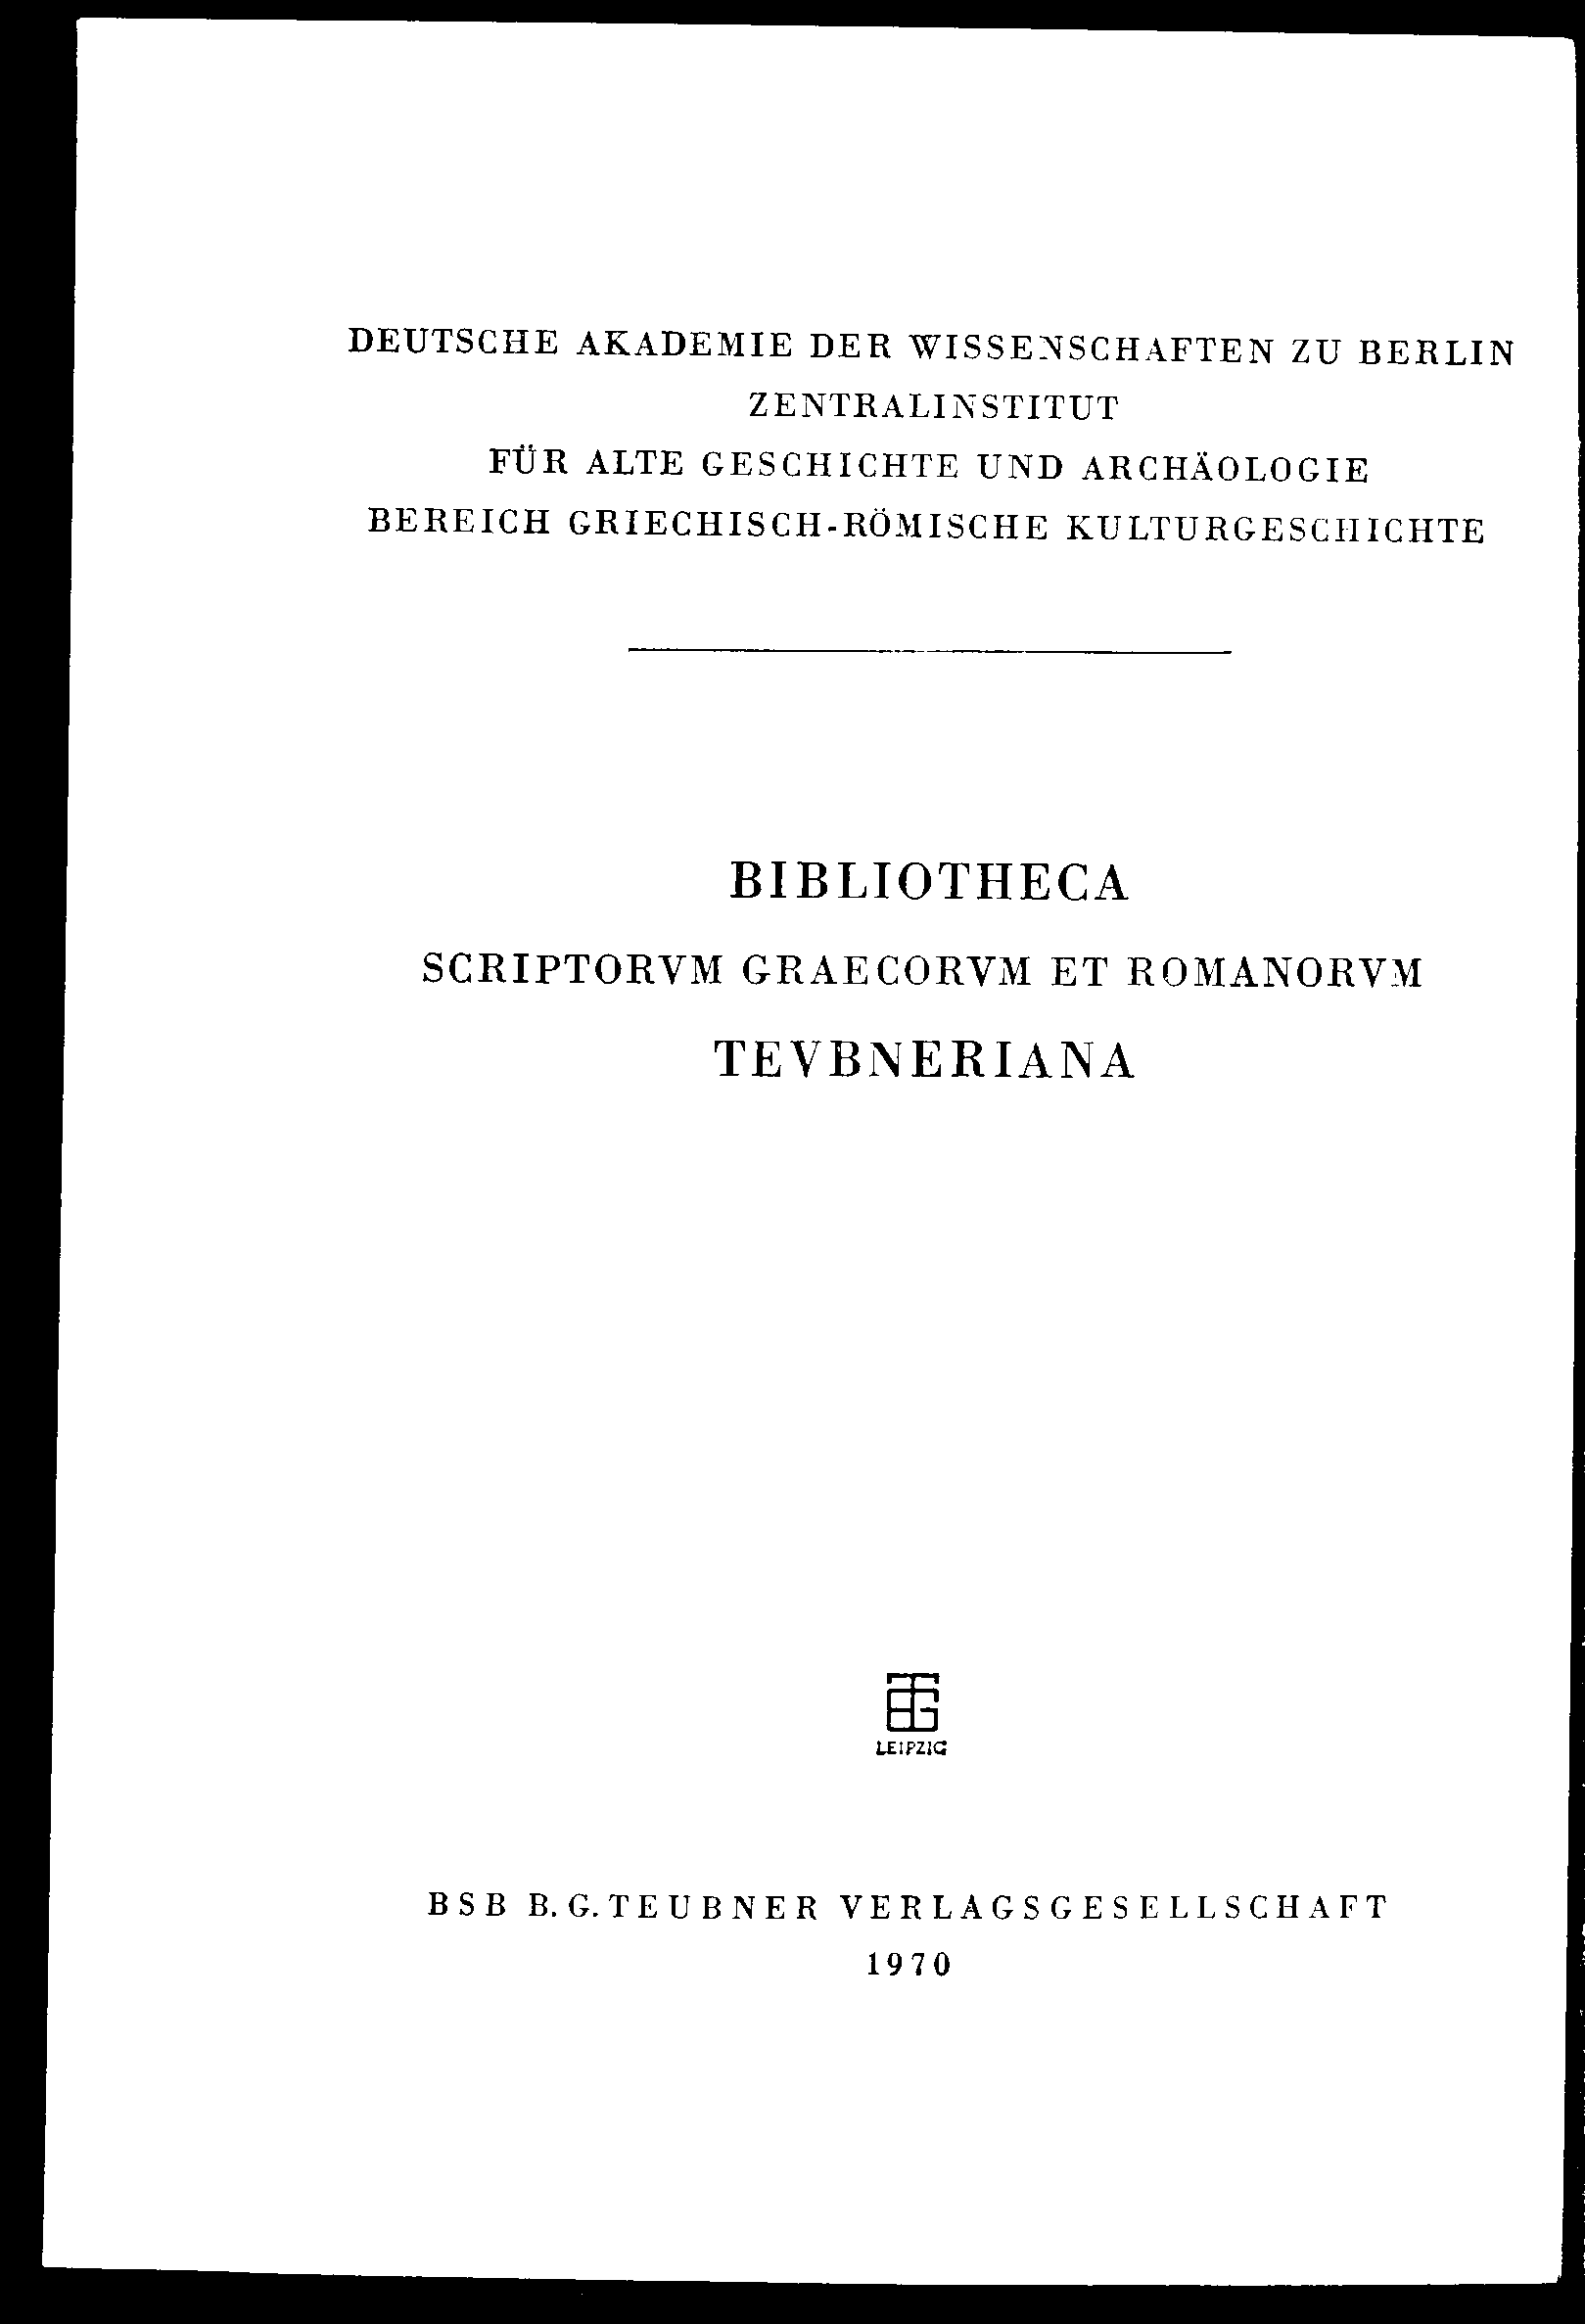 DEUTSCHE AKADEMIE DER WISSENSCHAFTEN ZU BERLIN
ZENTRALINSTITUT
FÜR ALTE GESCHICHTE UND ARCHÄOLOGIE
BEREICH GRIECHISCH-RÖMISCHE KULTURGESCHICHTE
BIBLIOTHECA
SCRIPTORVM GRAECORVM ET ROMANORVM
TEVBNERIANA
LEIPZIG
BSB B.G.TEUBNER VERLAGSGESELLSCHAFT
1970